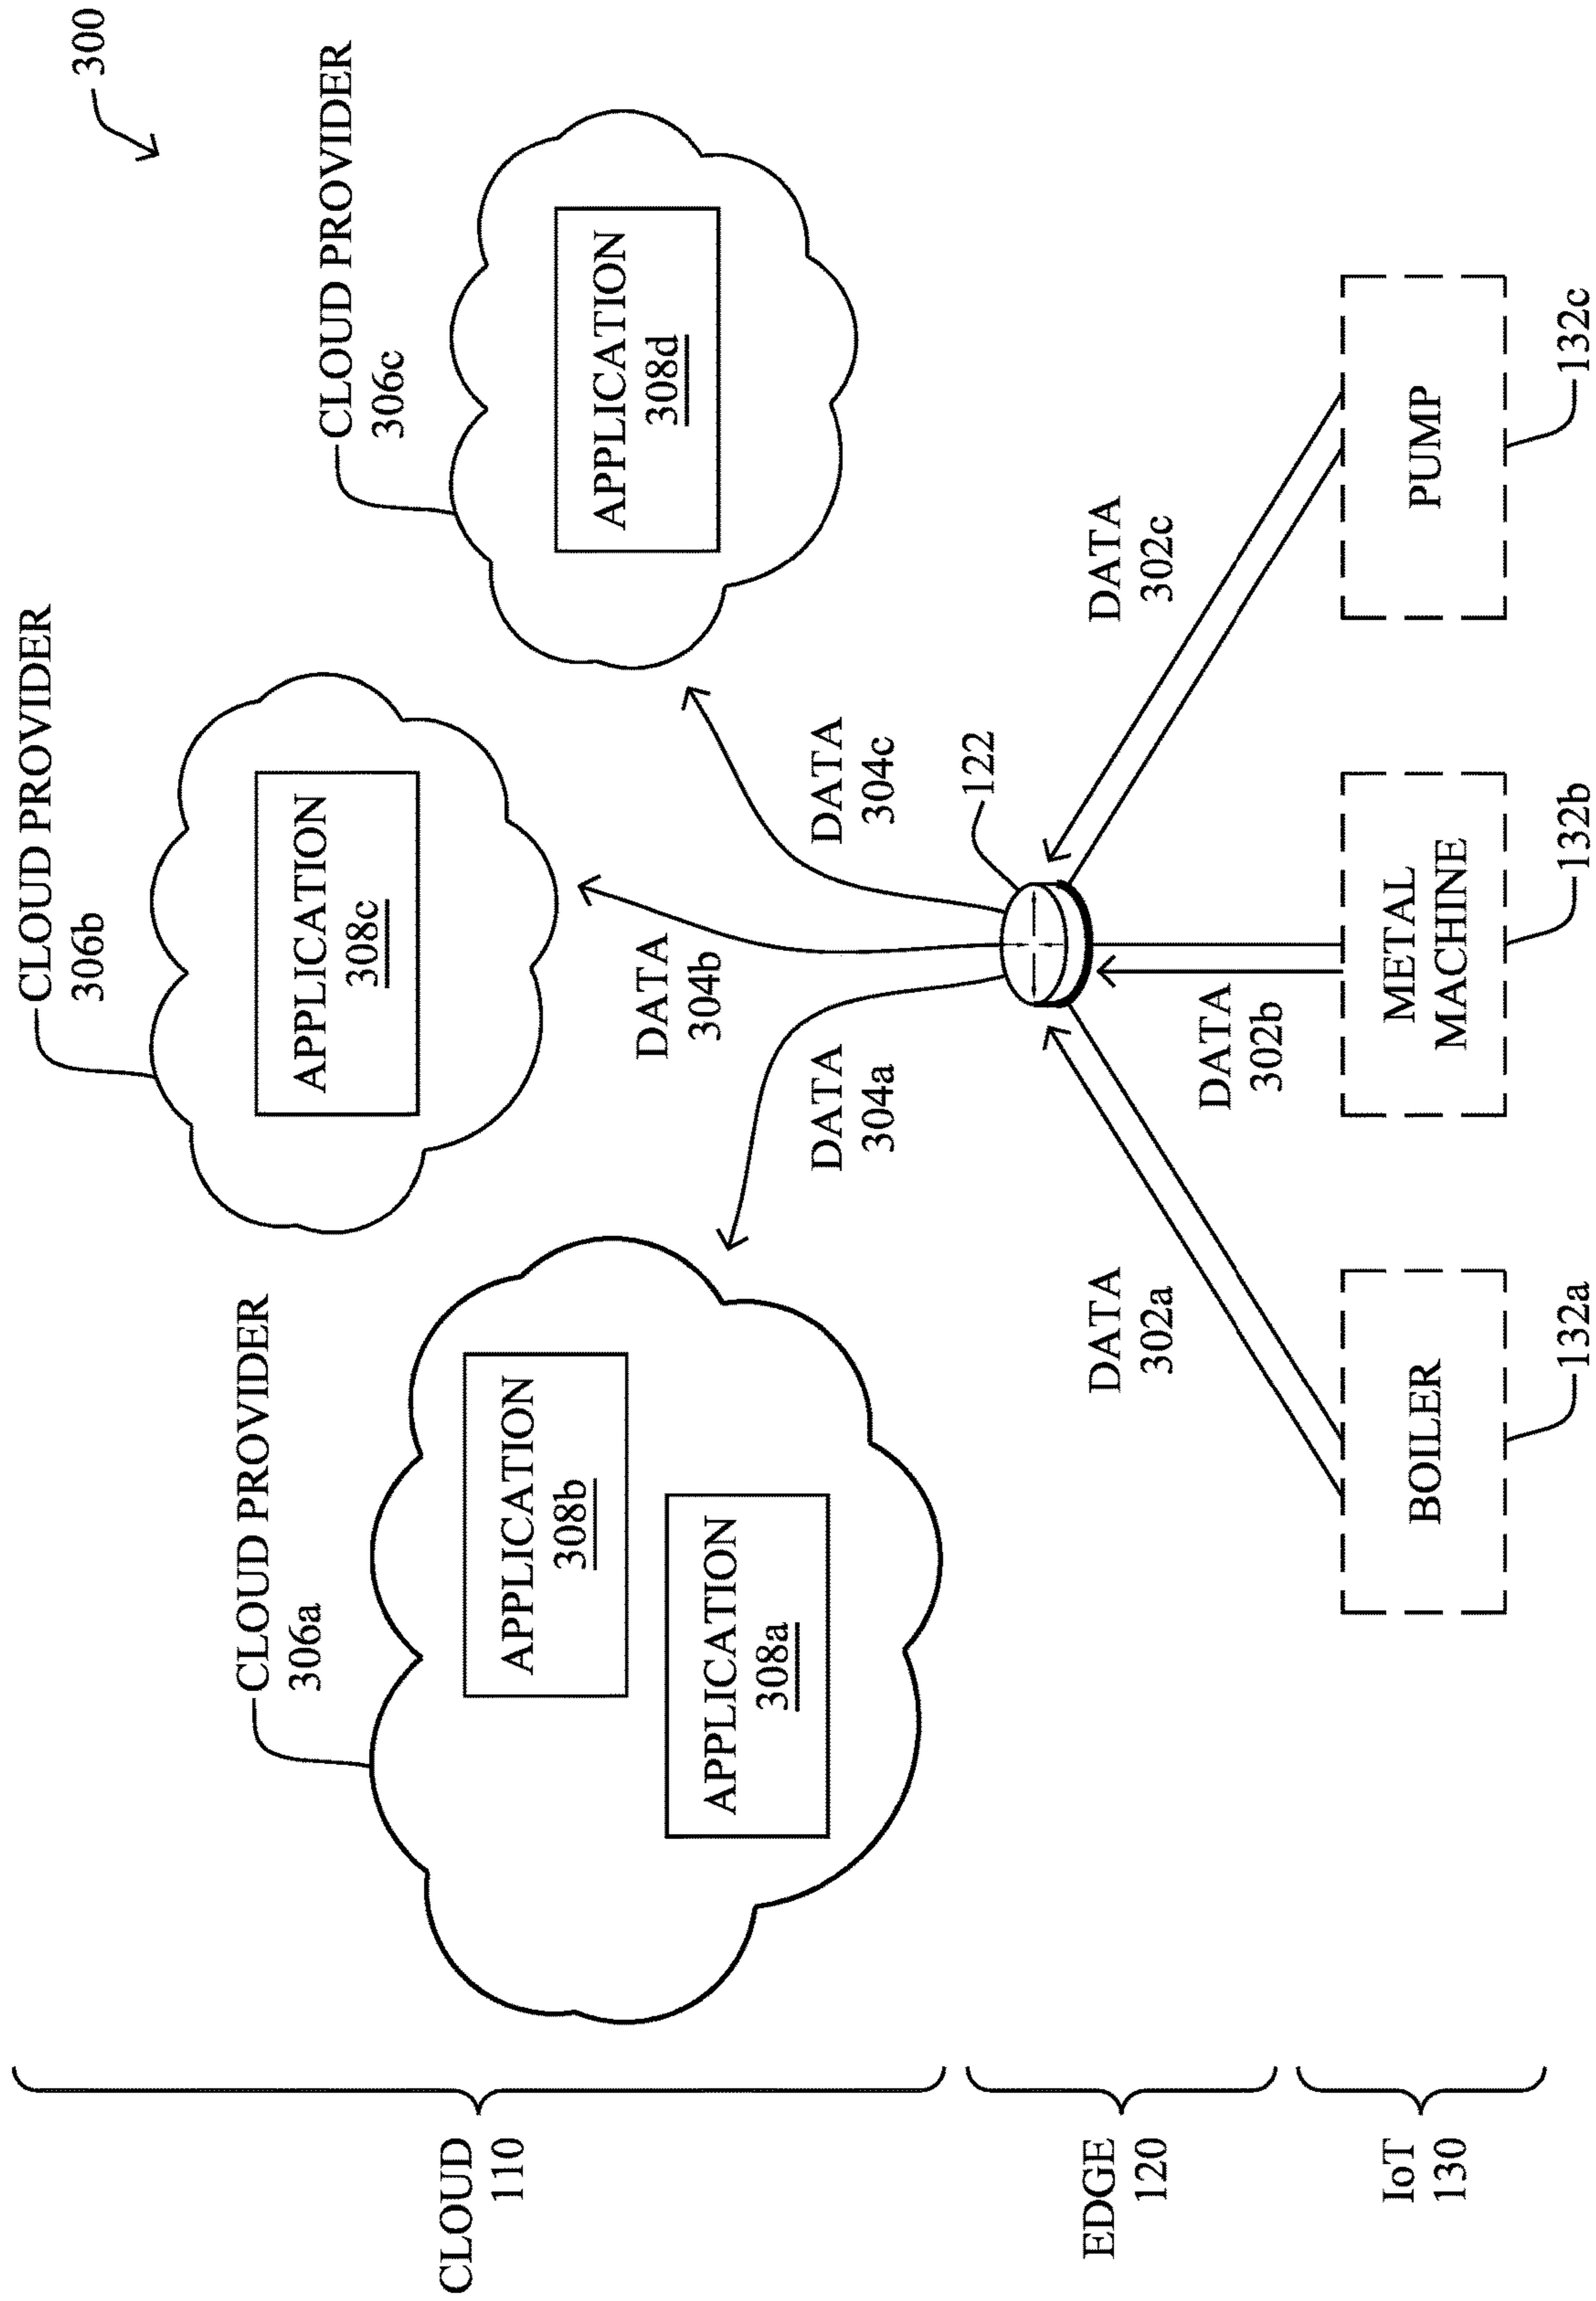 300
CLOUD PROVIDER
306b
CLOUD PROVIDER
306a
CLOUD PROVIDER
306c
CLOUD
110
APPLICATION
308b
APPLICATION
308a
APPLICATION
308c
APPLICATION
308d
DATA
304a
DATA
304b
DATA
304c
EDGE
120
122
DATA
302a
DATA
302b
DATA
302c
IoT
130
BOILER
132a
METAL
MACHINE
132b
PUMP
132c